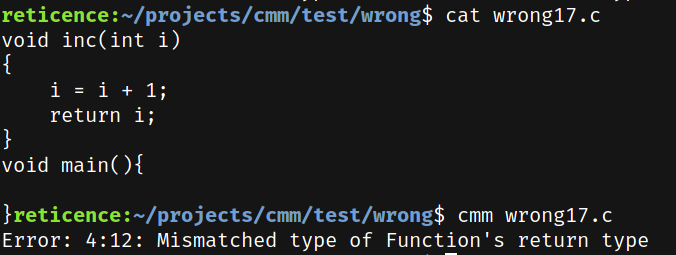 reticence:~/projects/cmm/test/wrong$ cat wrong17.c
void inc(int i)
{
    i = i + 1;
    return i;
}
void main(){

}reticence:~/projects/cmm/test/wrong$ cmm wrong17.c
Error: 4:12: Mismatched type of Function's return type